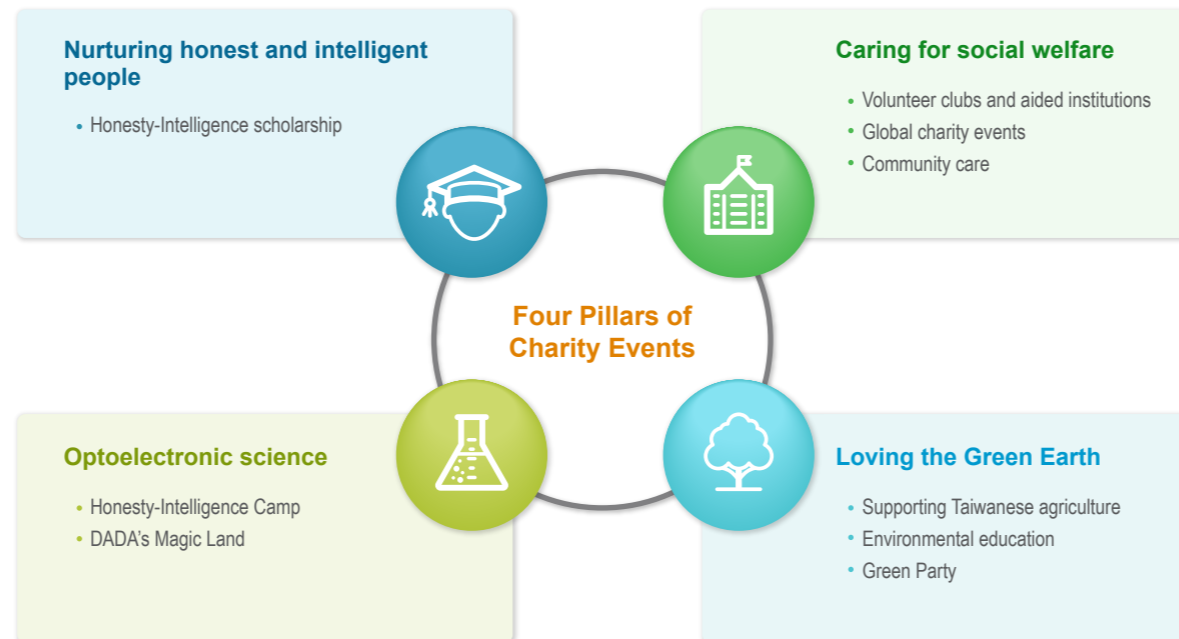 Nurturing honest and intelligent
people
• Honesty-Intelligence scholarship
Caring for social welfare
• Volunteer clubs and aided institutions
• Global charity events
• Community care
Four Pillars of
Charity Events
Optoelectronic science
• Honesty-Intelligence Camp
• DADA's Magic Land
Loving the Green Earth
• Supporting Taiwanese agriculture
• Environmental education
• Green Party